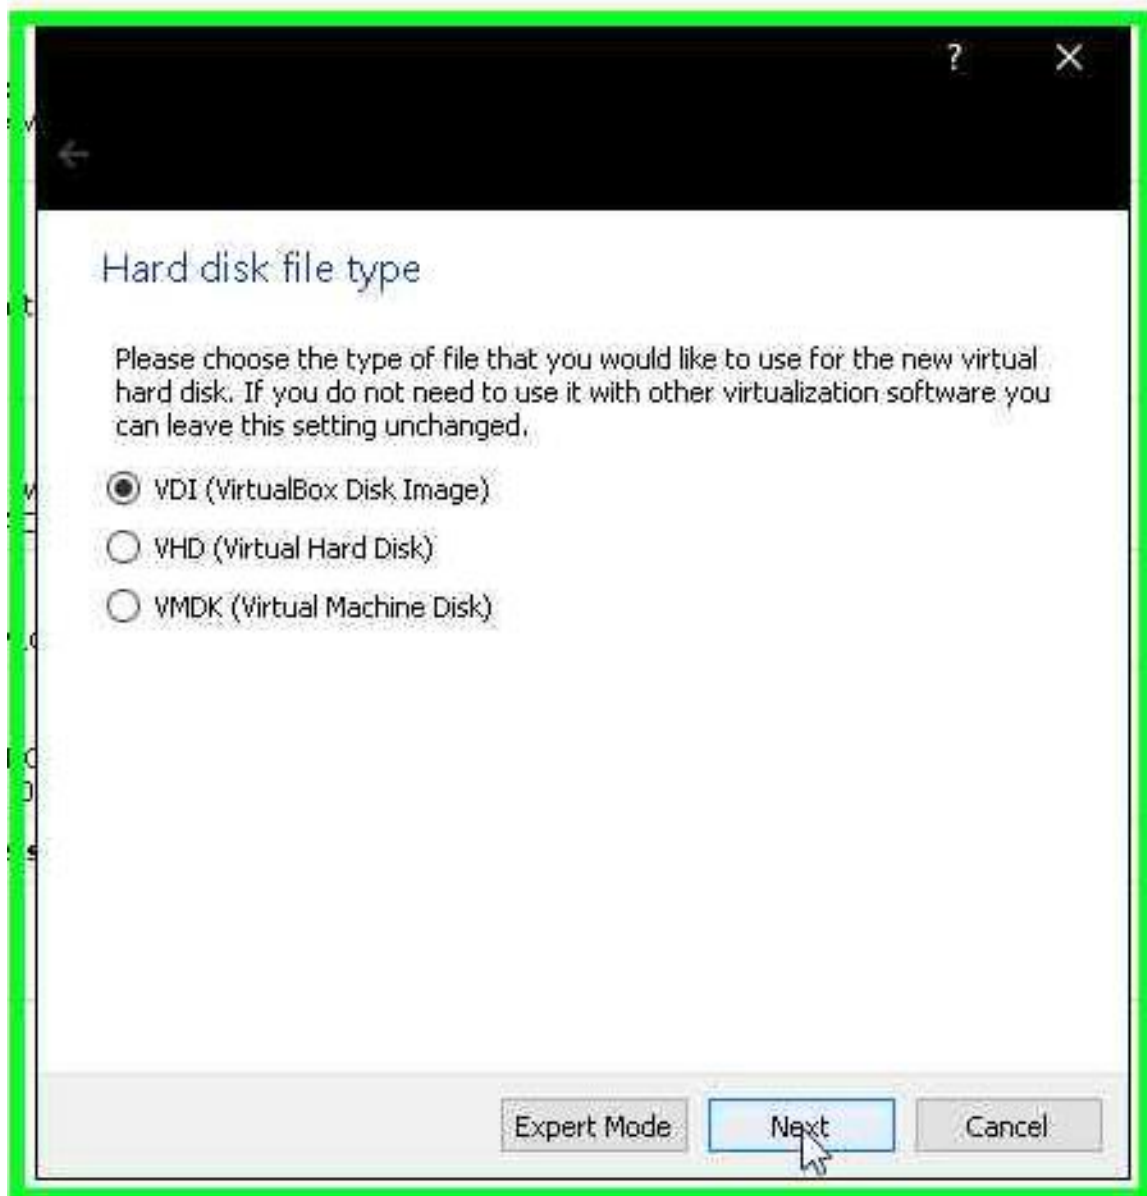 ?
Hard disk file type
Please choose the type of file that you would like to use for the new virtual
hard disk. If you do not need to use it with other virtualization software you
can leave this setting unchanged.
VDI (VirtualBox Disk Image)
VHD (Virtual Hard Disk)
VMDK (Virtual Machine Disk)
Expert Mode
Next
Cancel